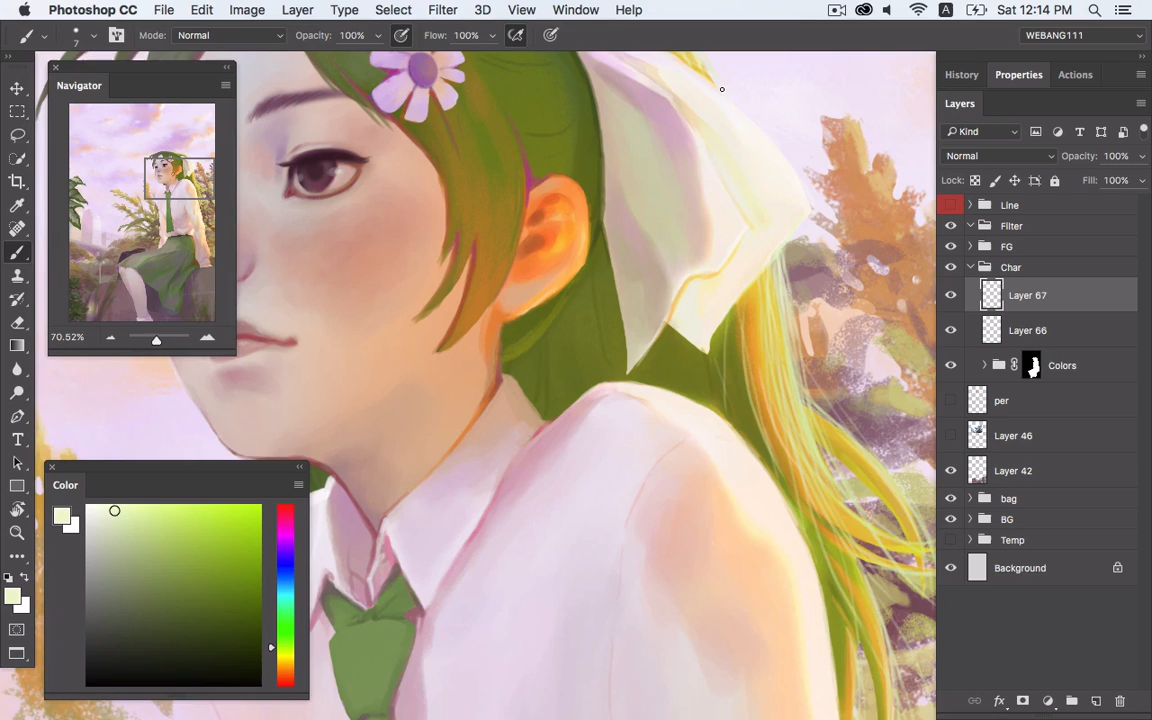 Photoshop CC File Edit Image Layer Type Select Filter 3D View Window Help A Sat 12:14 PM
7 Mode: Normal Opacity: 100% Flow: 100% WEBANG111
Navigator
70.52%
Color
T
History Properties Actions
Layers
Kind T
Normal Opacity: 100%
Lock: Fill: 100%
Line
Filter
FG
Char
Layer 67
Layer 66
Colors
per
Layer 46
Layer 42
bag
BG
Temp
Background
fx